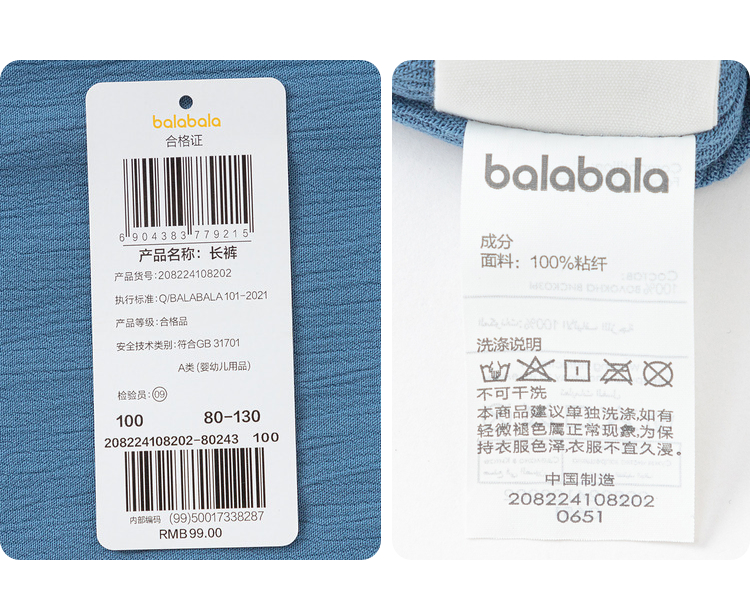 balabala
合格证
6 904383 779215
产品名称：长裤
产品货号：208224108202
执行标准：Q/BALABALA 101-2021
产品等级：合格品
安全技术类别：符合GB 31701
A类 (婴幼儿用品)
检验员：09
100 80-130
208224108202-80243 100
内部编码 (99)50017338287
RMB99.00
balabala
成分
面料：100%粘纤
洗涤说明
不可干洗
本商品建议单独洗涤,如有
轻微褪色属正常现象,为保
持衣服色泽,衣服不宜久浸。
中国制造
208224108202
0651